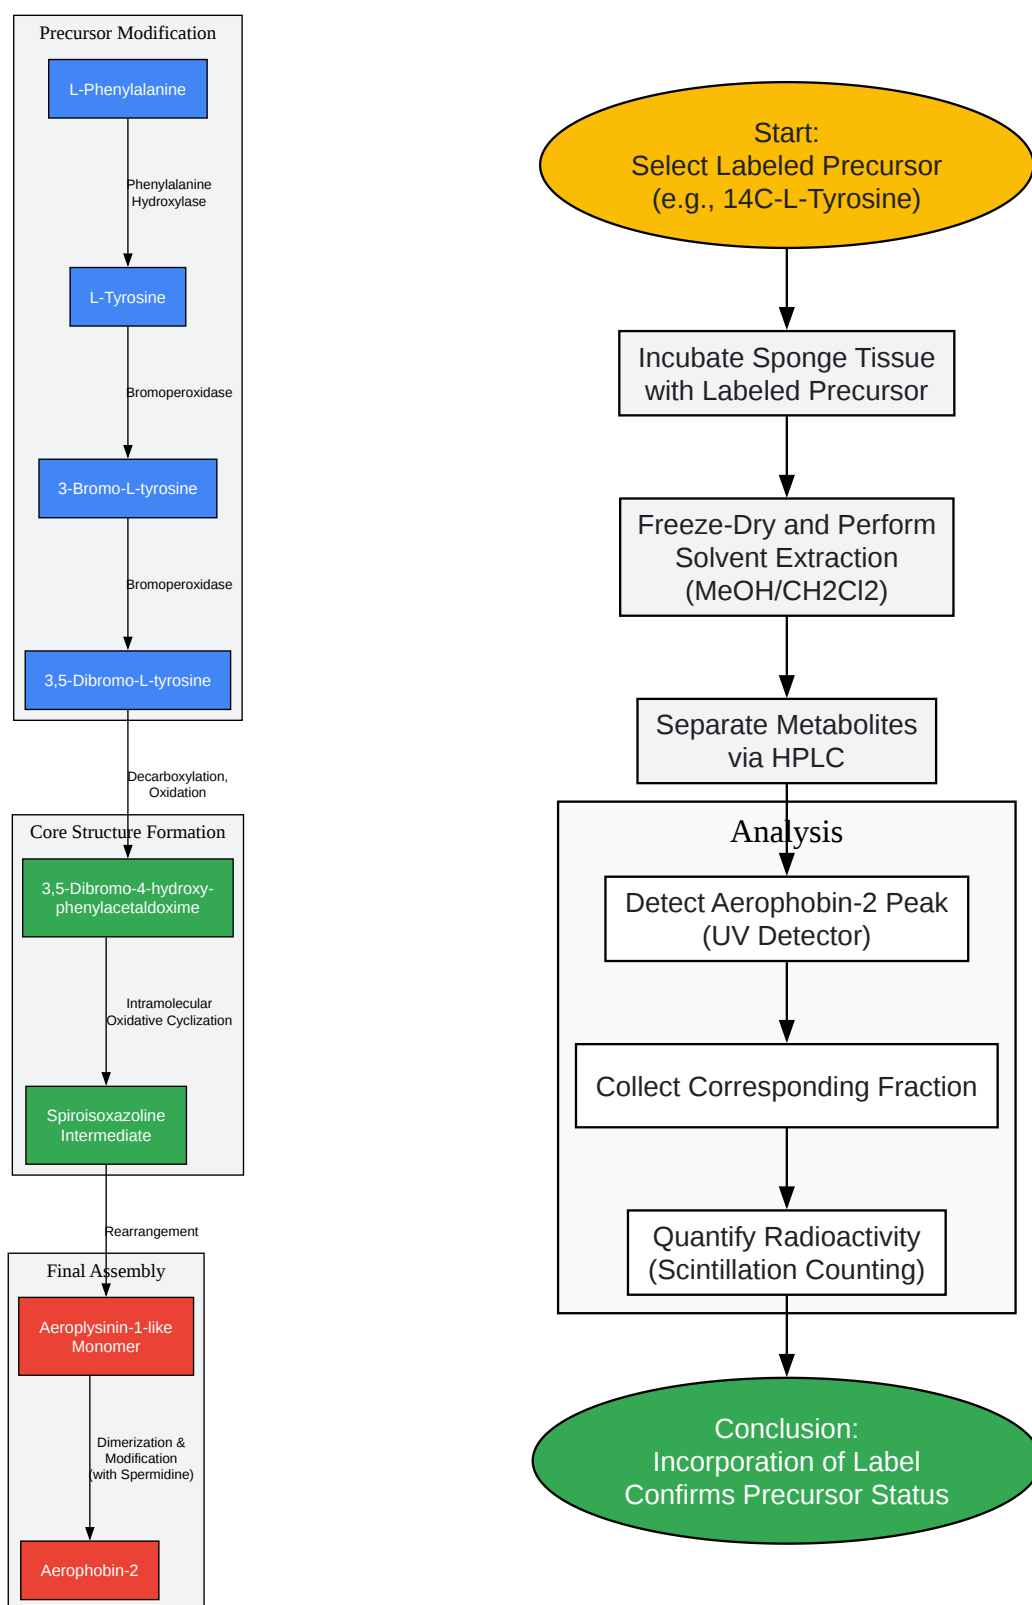 Precursor Modification
L-Phenylalanine
Phenylalanine
Hydroxylase
L-Tyrosine
Bromoperoxidase
3-Bromo-L-tyrosine
Bromoperoxidase
3,5-Dibromo-L-tyrosine
Decarboxylation,
Oxidation
Core Structure Formation
3,5-Dibromo-4-hydroxy-
phenylacetaldoxime
Intramolecular
Oxidative Cyclization
Spiroisoxazoline
Intermediate
Rearrangement
Final Assembly
Aeroplysinin-1-like
Monomer
Dimerization &
Modification
(with Spermidine)
Aerophobin-2
Start:
Select Labeled Precursor
(e.g., 14C-L-Tyrosine)
Incubate Sponge Tissue
with Labeled Precursor
Freeze-Dry and Perform
Solvent Extraction
(MeOH/CH2Cl2)
Separate Metabolites
via HPLC
Analysis
Detect Aerophobin-2 Peak
(UV Detector)
Collect Corresponding Fraction
Quantify Radioactivity
(Scintillation Counting)
Conclusion:
Incorporation of Label
Confirms Precursor Status